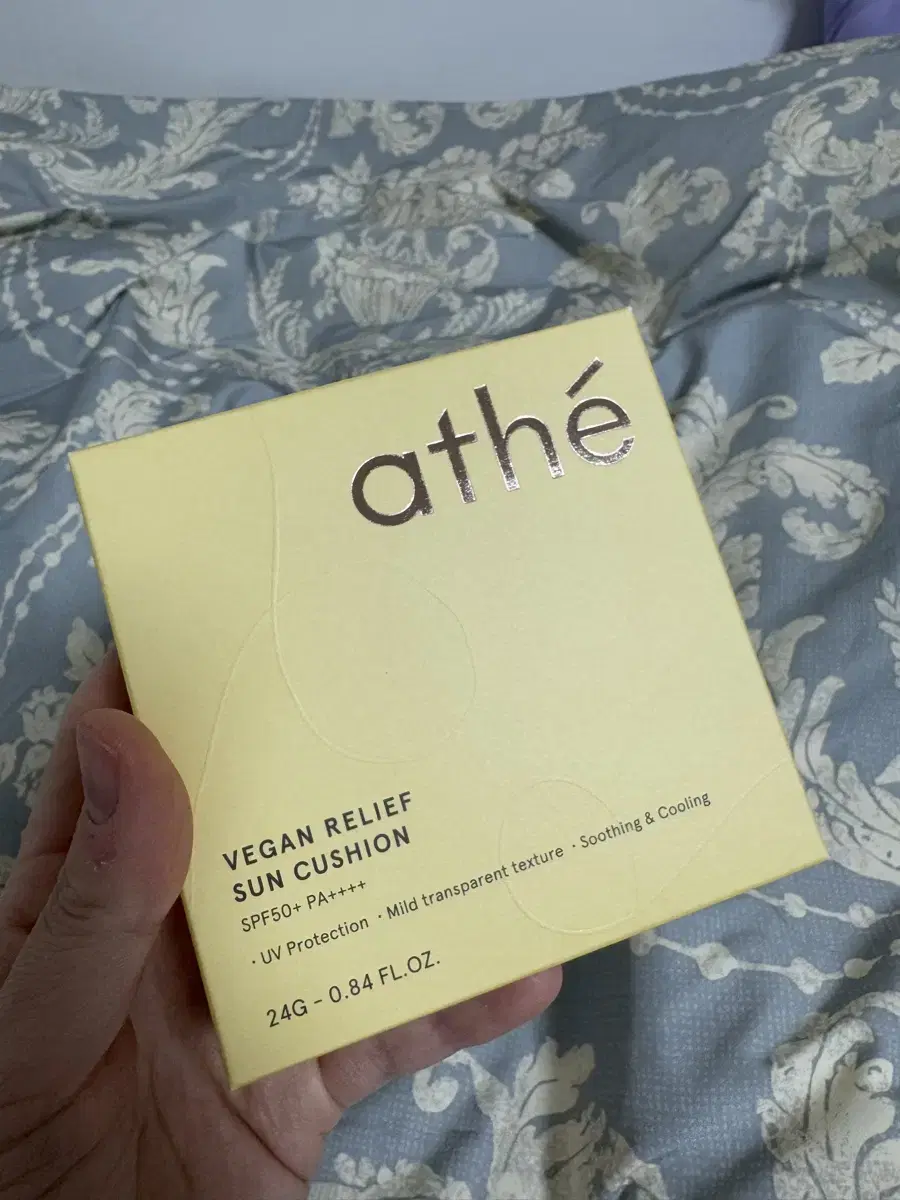 athé
VEGAN RELIEF
SUN CUSHION
SPF50+ PA++++
· UV Protection · Mild transparent texture · Soothing & Cooling
24G – 0.84 FL.OZ.